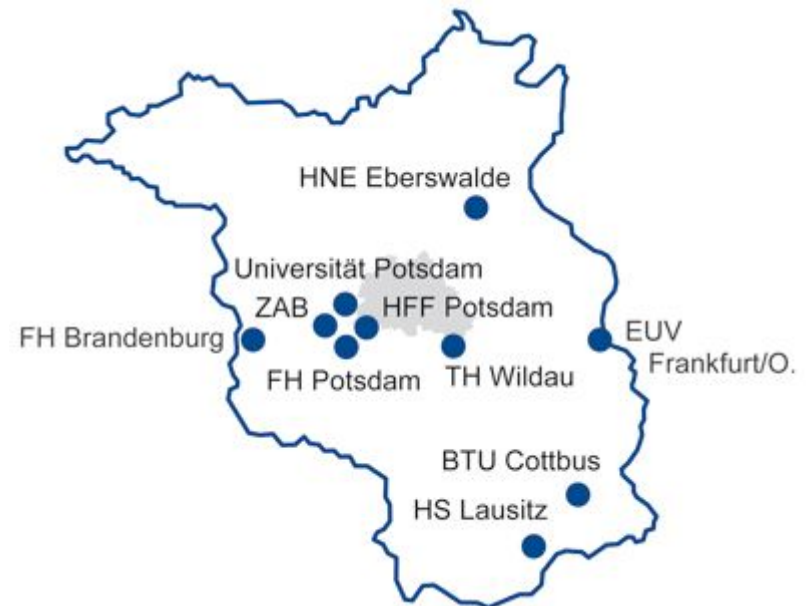 HNE Eberswalde
Universität Potsdam
ZAB
HFF Potsdam
FH Brandenburg
EUV
Frankfurt/O.
FH Potsdam
TH Wildau
BTU Cottbus
HS Lausitz